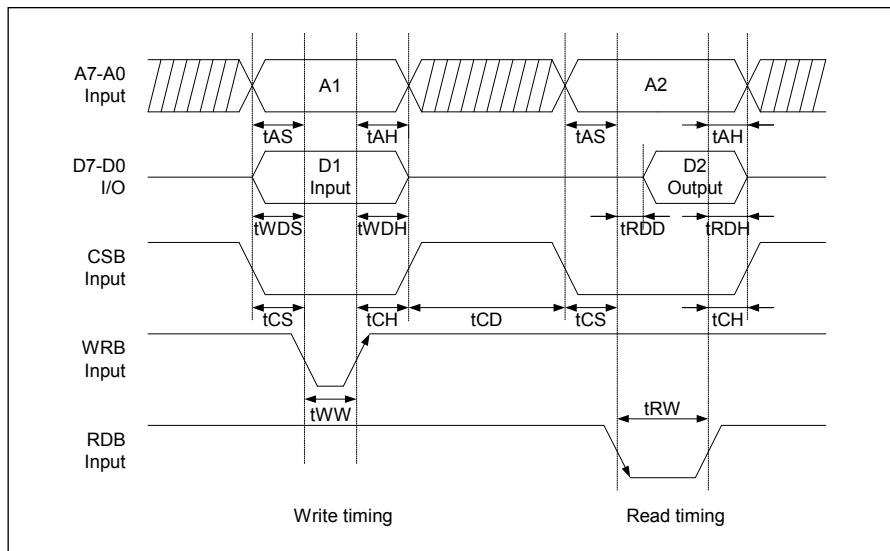 A7-A0
Input
A1
A2
tAS
tAH
tAS
tAH
D7-D0
I/O
D1
Input
D2
Output
tWDS
tWDH
tRDD
tRDH
CSB
Input
tCS
tCH
tCD
tCS
tCH
WRB
Input
tWW
tRW
RDB
Input
Write timing
Read timing